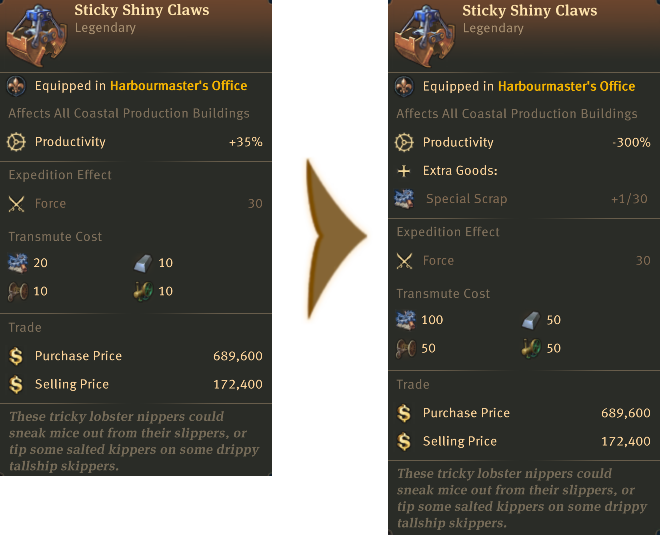 Sticky Shiny Claws
Legendary
Equipped in Harbourmaster's Office
Affects All Coastal Production Buildings
Productivity +35%
Expedition Effect
Force 30
Transmute Cost
20 10
10 10
Trade
Purchase Price 689,600
Selling Price 172,400
These tricky lobster nippers could
sneak mice out from their slippers, or
tip some salted kippers on some drippy
tallship skippers.
Sticky Shiny Claws
Legendary
Equipped in Harbourmaster's Office
Affects All Coastal Production Buildings
Productivity -300%
Extra Goods:
Special Scrap +1/30
Expedition Effect
Force 30
Transmute Cost
100 50
50 50
Trade
Purchase Price 689,600
Selling Price 172,400
These tricky lobster nippers could
sneak mice out from their slippers, or
tip some salted kippers on some drippy
tallship skippers.